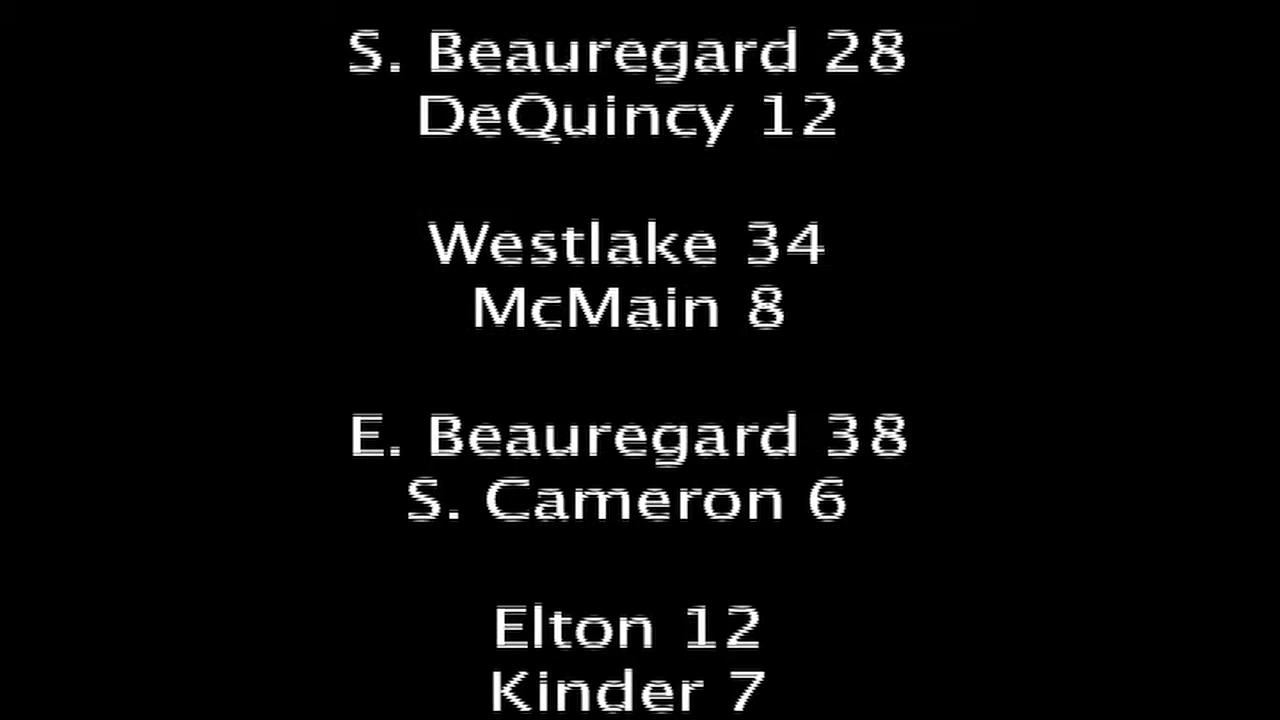 S. Beauregard 28
DeQuincy 12
Westlake 34
McMain 8
E. Beauregard 38
S. Cameron 6
Elton 12
Kinder 7